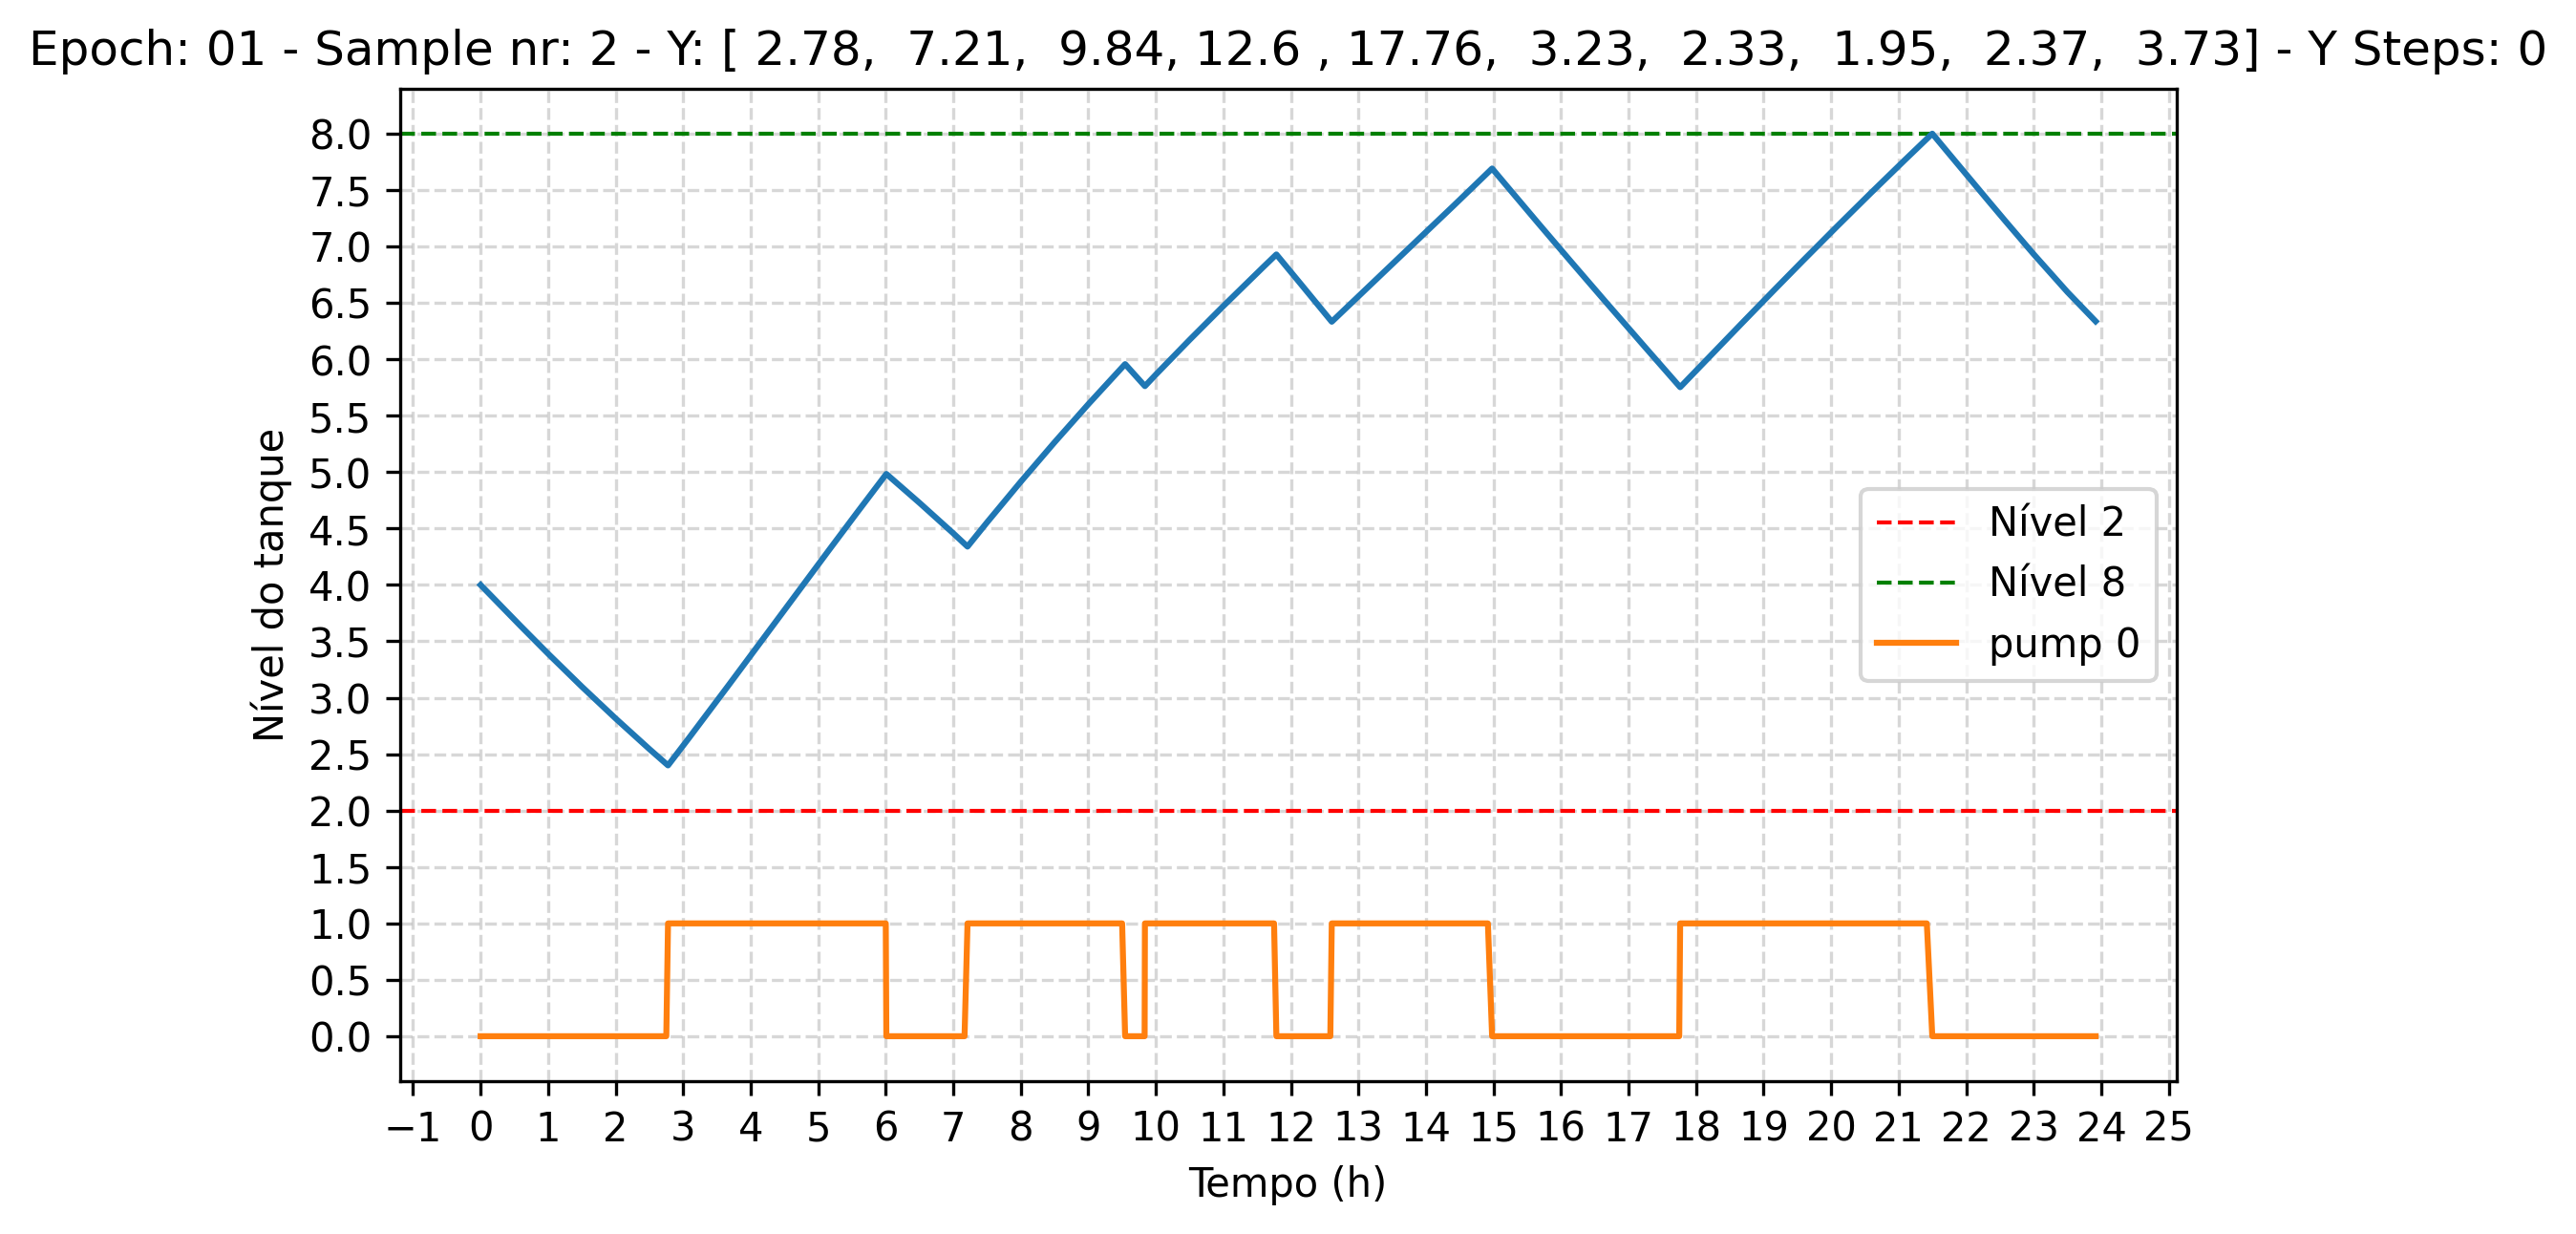 Epoch: 01 - Sample nr: 2 - Y: [ 2.78,  7.21,  9.84, 12.6 , 17.76,  3.23,  2.33,  1.95,  2.37,  3.73] - Y Steps: 0
8.0
7.5
7.0
6.5
6.0
5.5
5.0
4.5
4.0
3.5
3.0
2.5
2.0
1.5
1.0
0.5
0.0
Nível do tanque
Nível 2
Nível 8
pump 0
−1 0 1 2 3 4 5 6 7 8 9 10 11 12 13 14 15 16 17 18 19 20 21 22 23 24 25
Tempo (h)